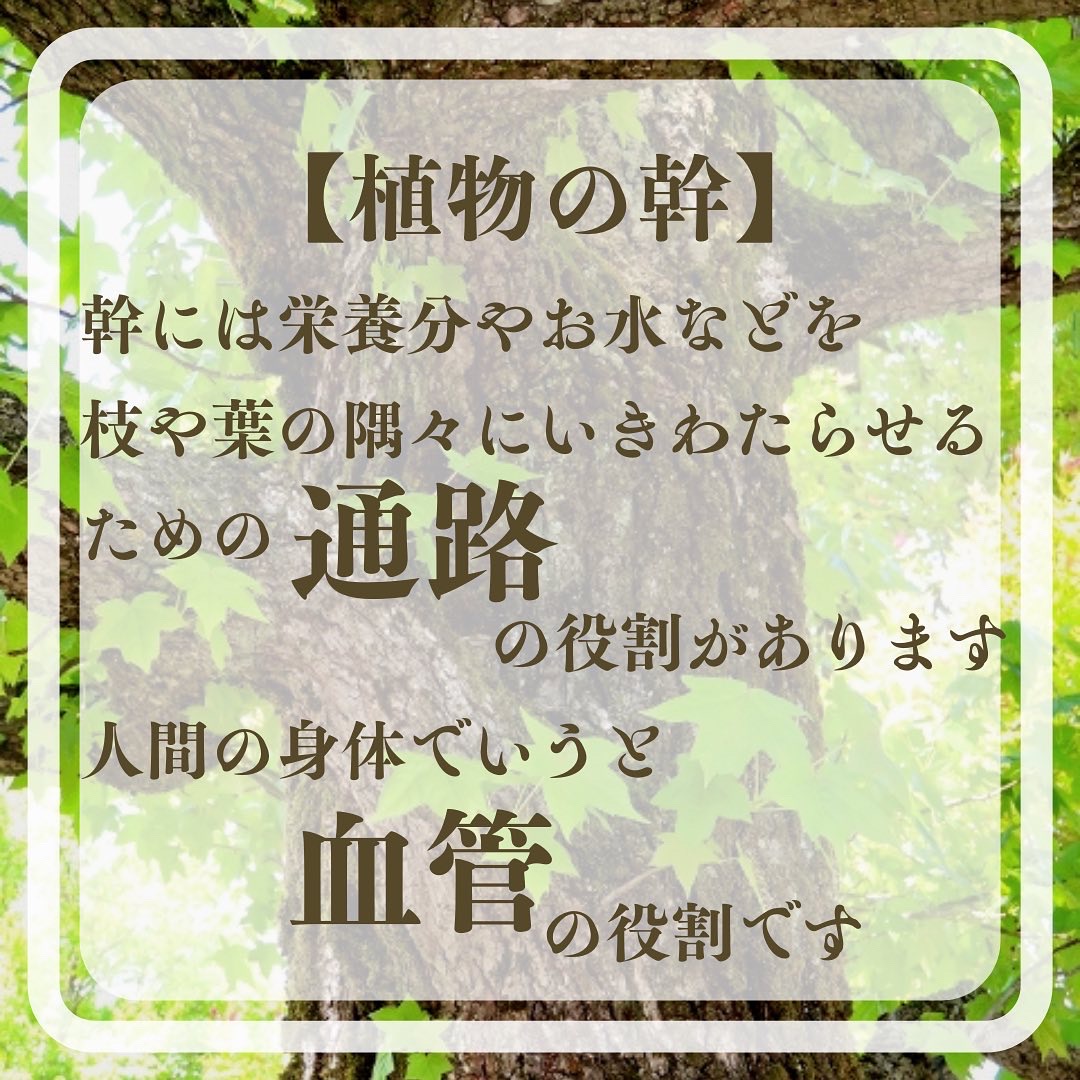 【植物の幹】
幹には栄養分やお水などを
枝や葉の隅々にいきわたらせる
ための 通路
の役割があります
人間の身体でいうと
血管の役割です